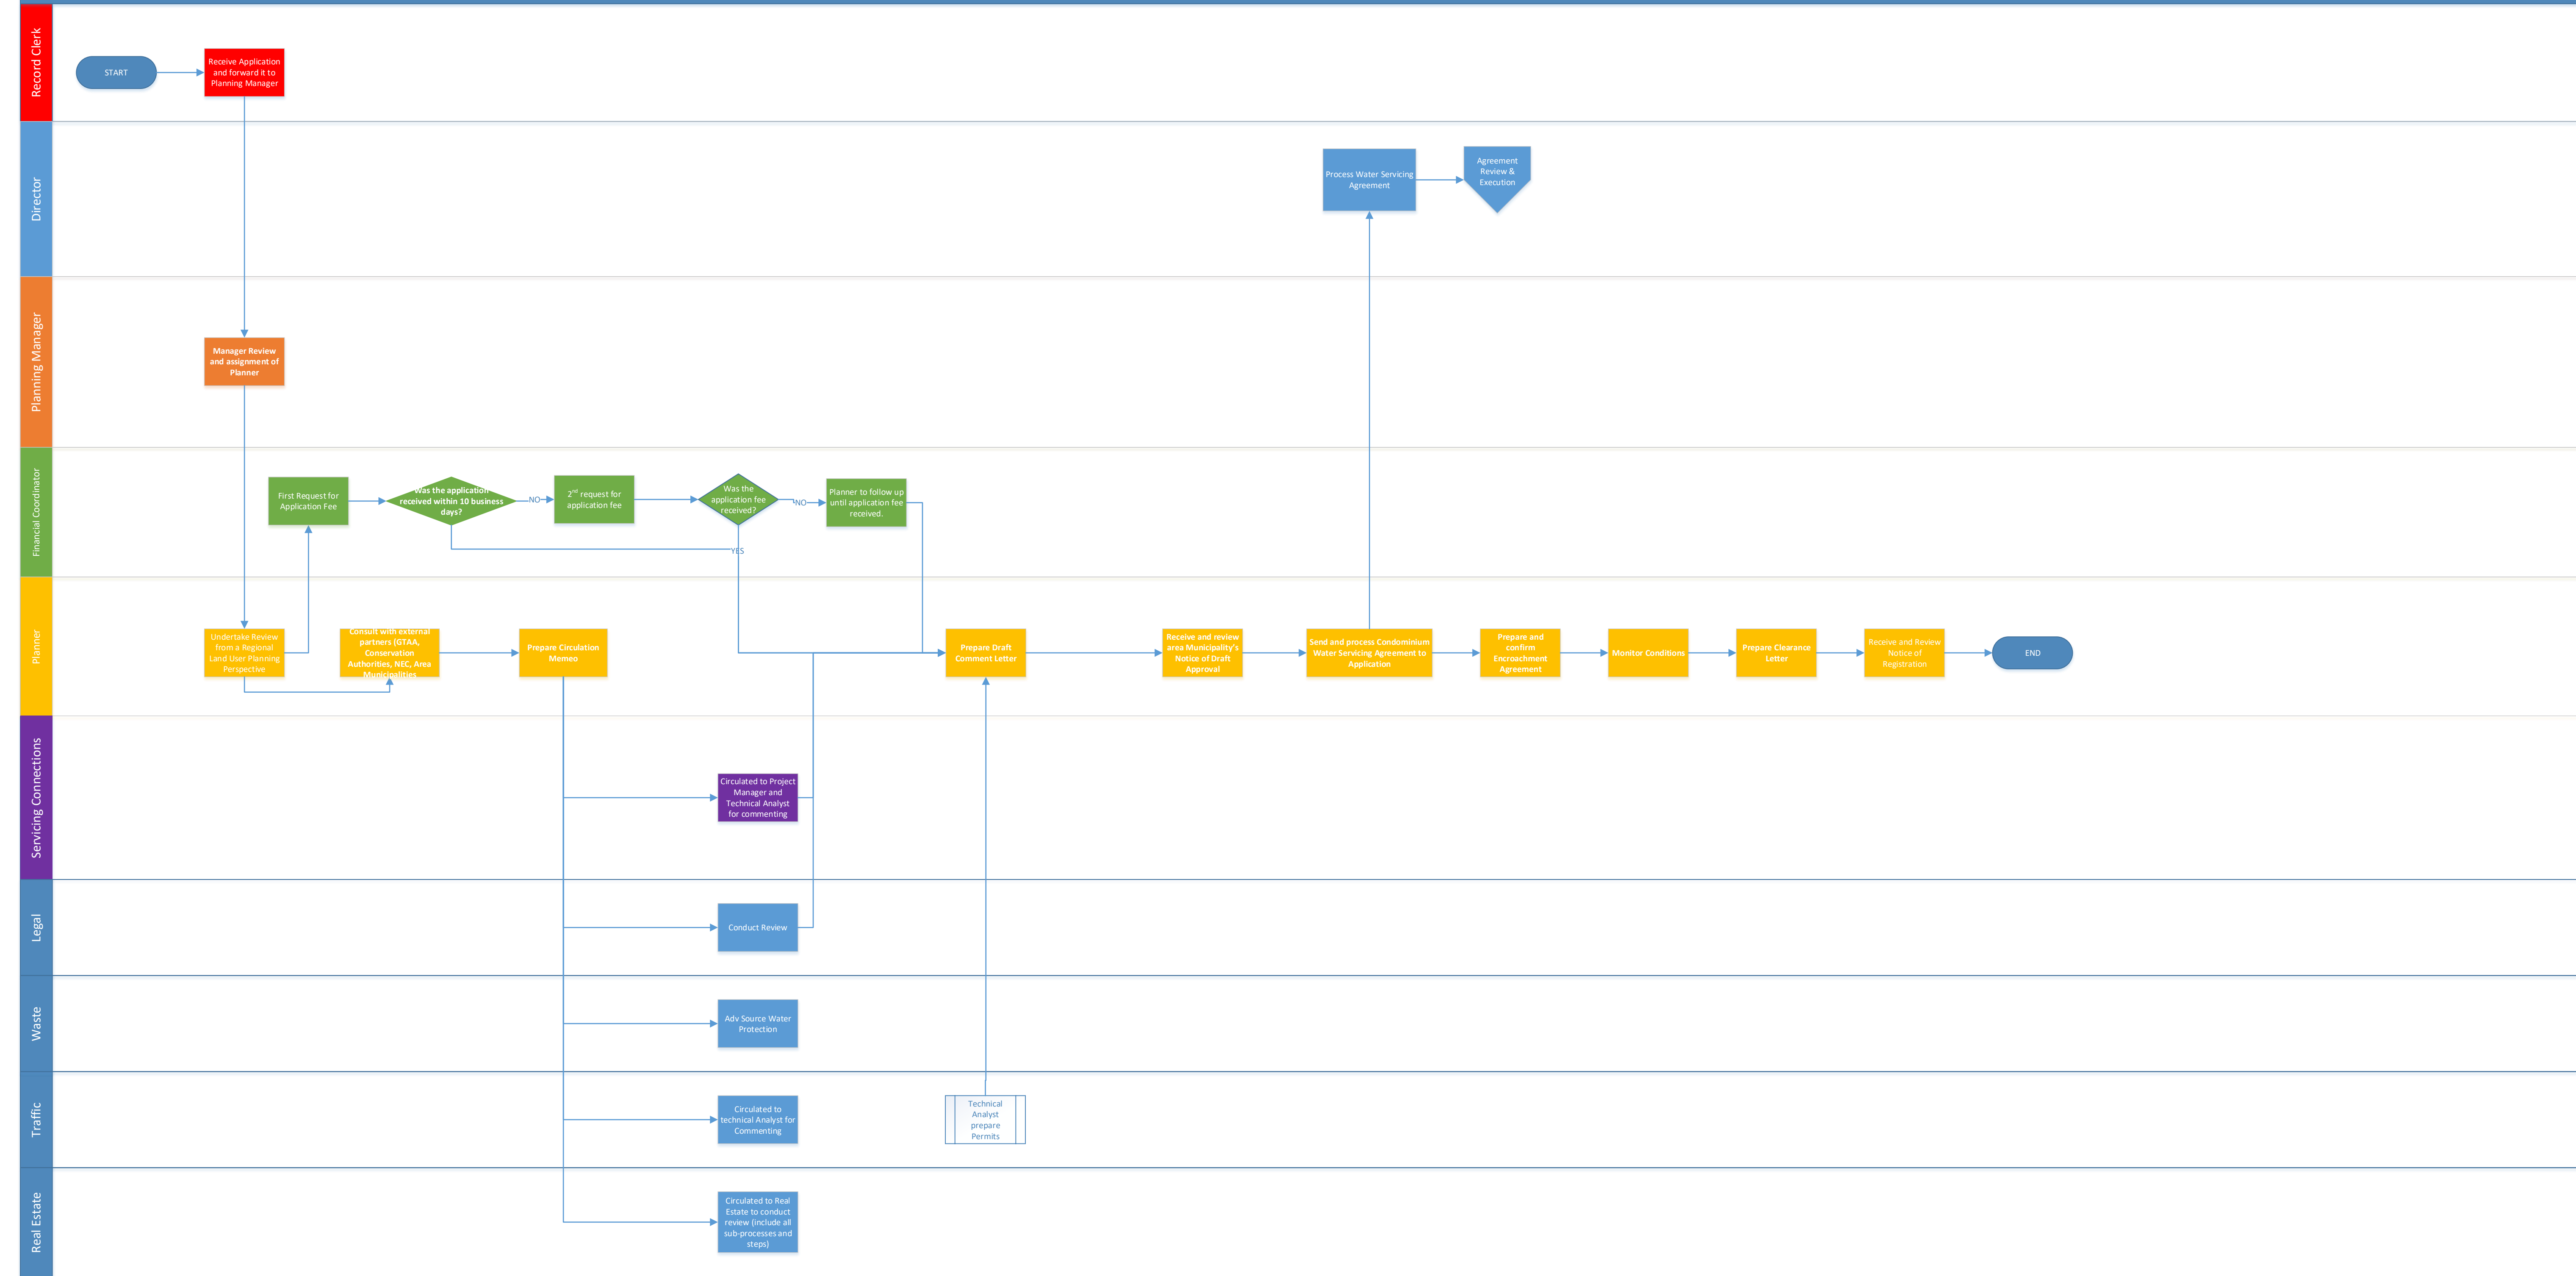 Record Clerk
START
Receive Application
and forward it to
Planning Manager
Director
Process Water Servicing
Agreement
Agreement
Review &
Execution
Planning Manager
Manager Review
and assignment of
Planner
Financial Coordinator
First Request for
Application Fee
Was the application
received within 10 business
days?
NO
2nd request for
application fee
Was the
application fee
received?
NO
Planner to follow up
until application fee
received.
YES
Planner
Undertake Review
from a Regional
Land User Planning
Perspective
Consult with external
partners (GTAA,
Conservation
Authorities, NEC, Area
Municipalities
Prepare Circulation
Memeo
Prepare Draft
Comment Letter
Receive and review
area Municipality's
Notice of Draft
Approval
Send and process Condominium
Water Servicing Agreement to
Application
Prepare and
confirm
Encroachment
Agreement
Monitor Conditions
Prepare Clearance
Letter
Receive and Review
Notice of
Registration
END
Servicing Connections
Circulated to Project
Manager and
Technical Analyst
for commenting
Legal
Conduct Review
Waste
Adv Source Water
Protection
Traffic
Circulated to
technical Analyst for
Commenting
Technical
Analyst
prepare
Permits
Real Estate
Circulated to Real
Estate to conduct
review (include all
sub-processes and
steps)